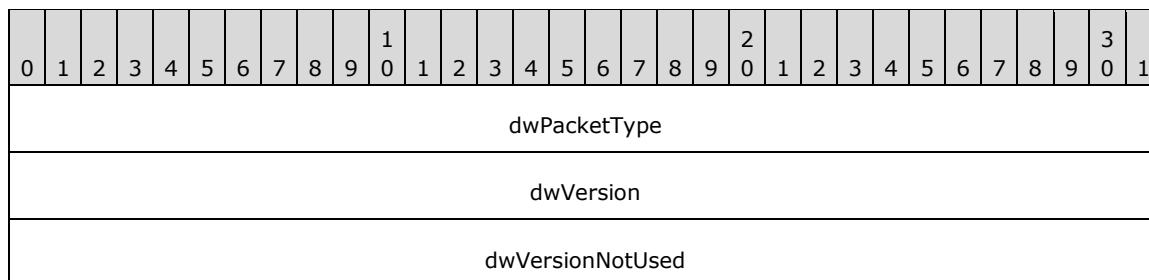 1 2 3
0 1 2 3 4 5 6 7 8 9 0 1 2 3 4 5 6 7 8 9 0 1 2 3 4 5 6 7 8 9 0 1
dwPacketType
dwVersion
dwVersionNotUsed